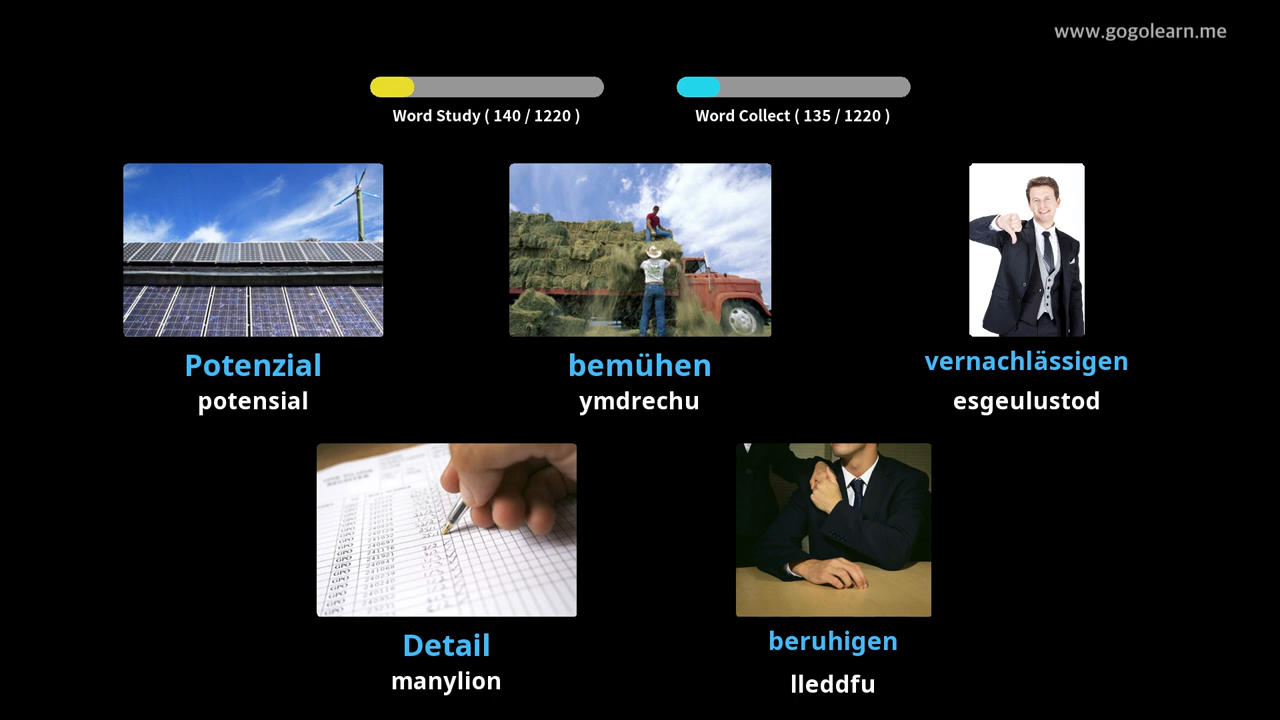 www.gogolearn.me
Word Study ( 140 / 1220 )
Word Collect ( 135 / 1220 )
Potenzial
potensial
bemühen
ymdrechu
vernachlässigen
esgeulustod
Detail
manylion
beruhigen
lleddfu